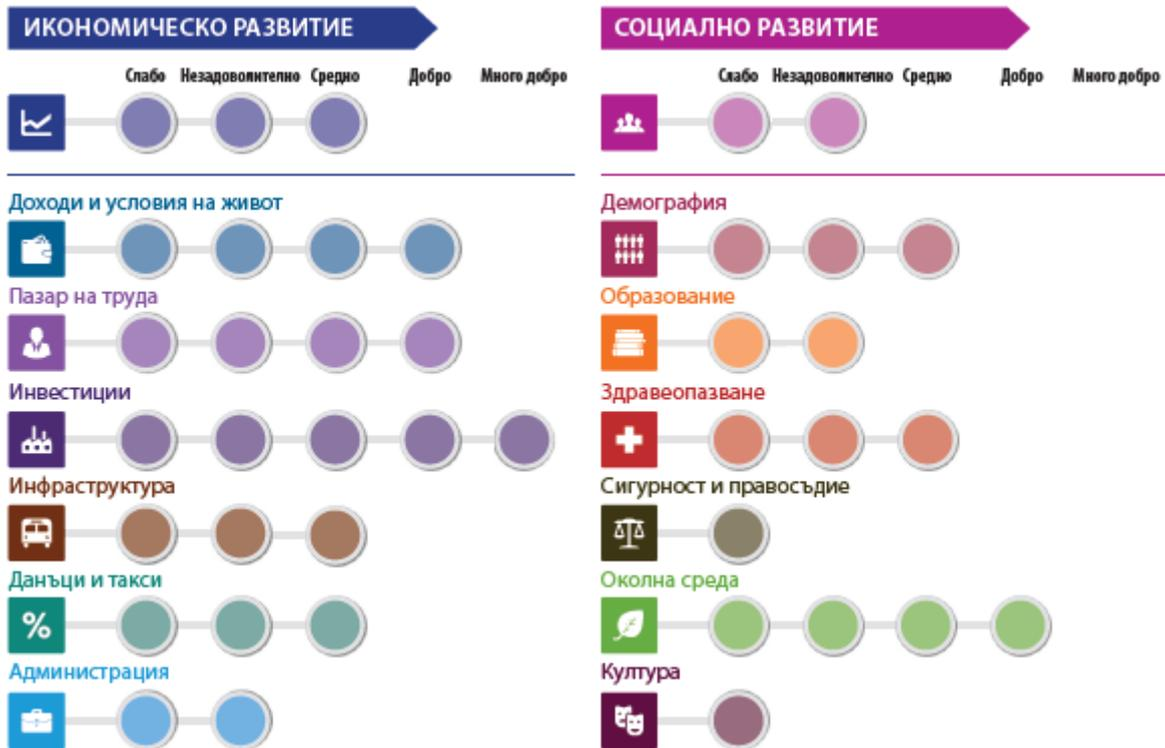 ИКОНОМИЧЕСКО РАЗВИТИЕ
Слабо Незадоволително Средно Добро Много добро
Доходи и условия на живот
Пазар на труда
Инвестиции
Инфраструктура
Данъци и такси
%
Администрация
СОЦИАЛНО РАЗВИТИЕ
Слабо Незадоволително Средно Добро Много добро
Демография
Образование
Здравеопазване
Сигурност и правосъдие
Околна среда
Култура